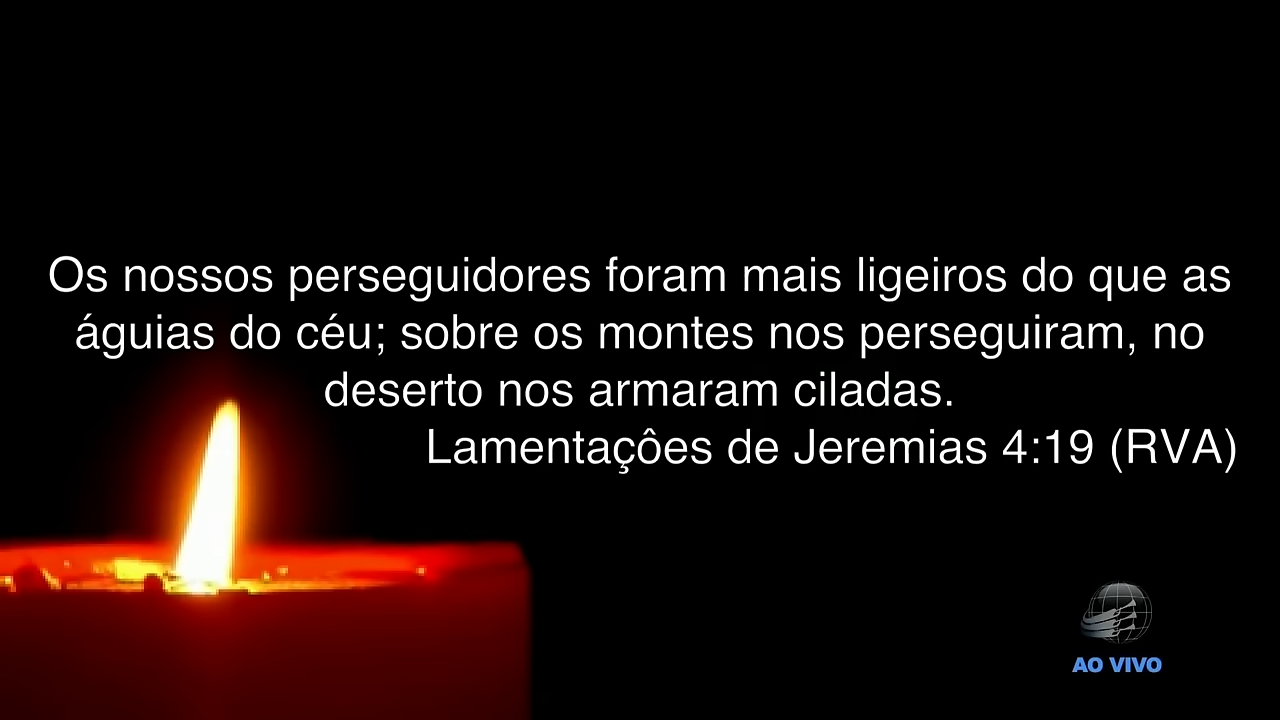 Os nossos perseguidores foram mais ligeiros do que as
águias do céu; sobre os montes nos perseguiram, no
deserto nos armaram ciladas.
Lamentaçôes de Jeremias 4:19 (RVA)
AO VIVO